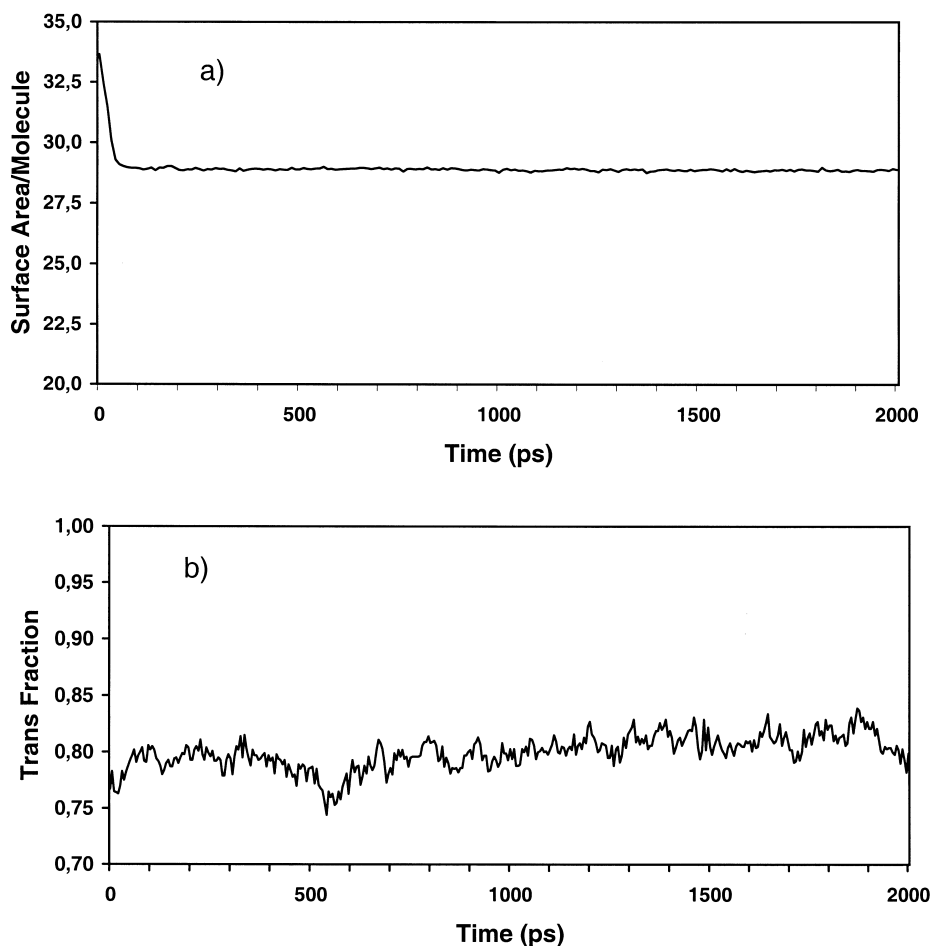 35,0
a)
32,5
30,0
27,5
25,0
22,5
20,0
Surface Area/Molecule
0 500 1000 1500 2000
Time (ps)
1,00
b)
0,95
0,90
0,85
0,80
0,75
0,70
Trans Fraction
0 500 1000 1500 2000
Time (ps)